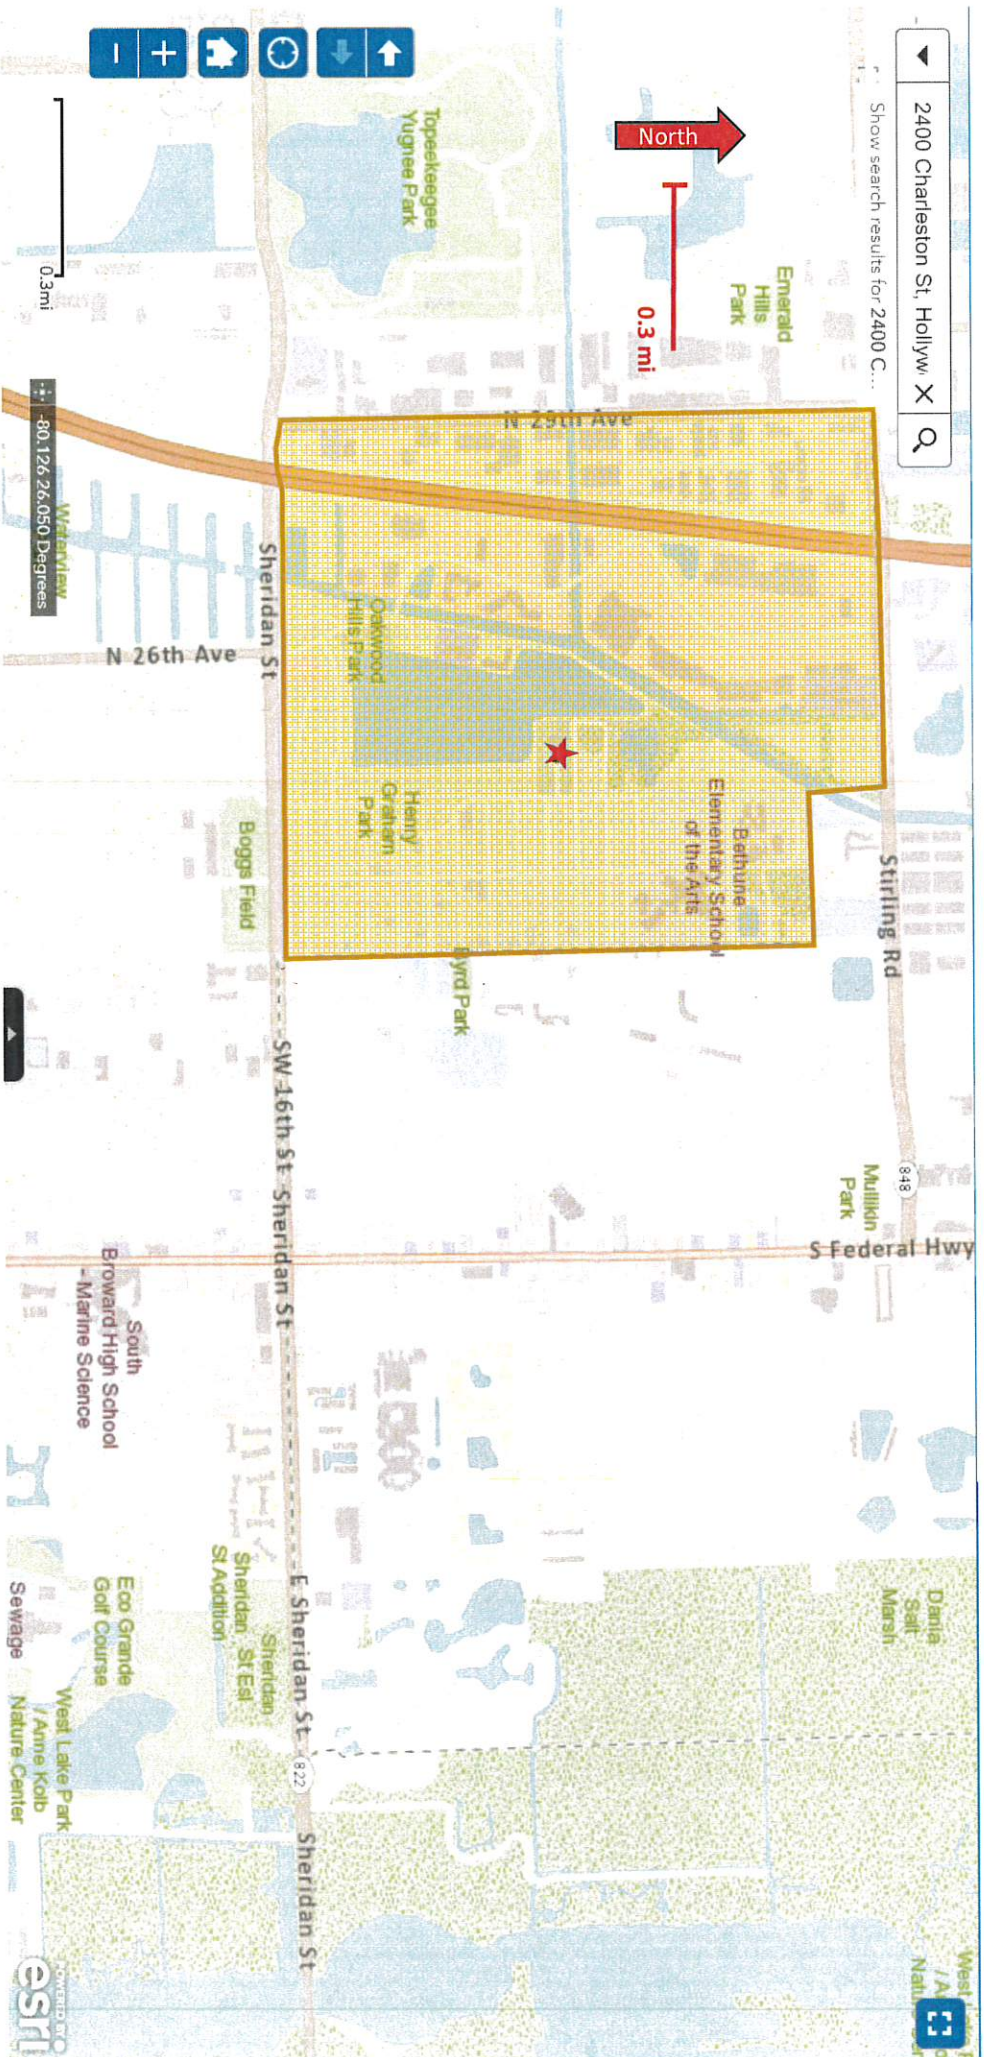 2400 Charleston St, Hollyw
Show search results for 2400 C...
North
0.3 mi
Emerald
Hills
Park
Topeekeegee
Yugnee Park
0.3mi
-80.126 26.050 Degrees
N 29th Ave
Stirling Rd
848
Mullikin
Park
S Federal Hwy
Dania
Salt
Marsh
Bethune
Elementary School
of the Arts
Byrd Park
Oakwood
Hills Park
Henry
Graham
Park
Sheridan St
N 26th Ave
Waterview
Boggs Field
SW 16th St
Sheridan St
E Sheridan St
822
Sheridan St
South
Broward High School
- Marine Science
Sheridan
Sheridan St Esl
St Addition
Eco Grande
Golf Course
West Lake Park
/ Anne Kolb
Nature Center
Sewage
POWERED BY
esri